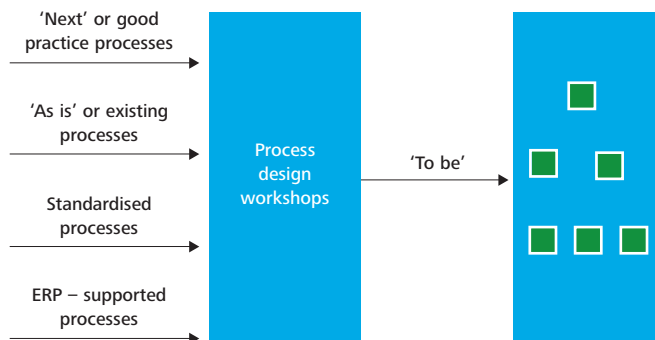 ‘Next’ or good
practice processes
‘As is’ or existing
processes
Standardised
processes
ERP – supported
processes
Process
design
workshops
‘To be’